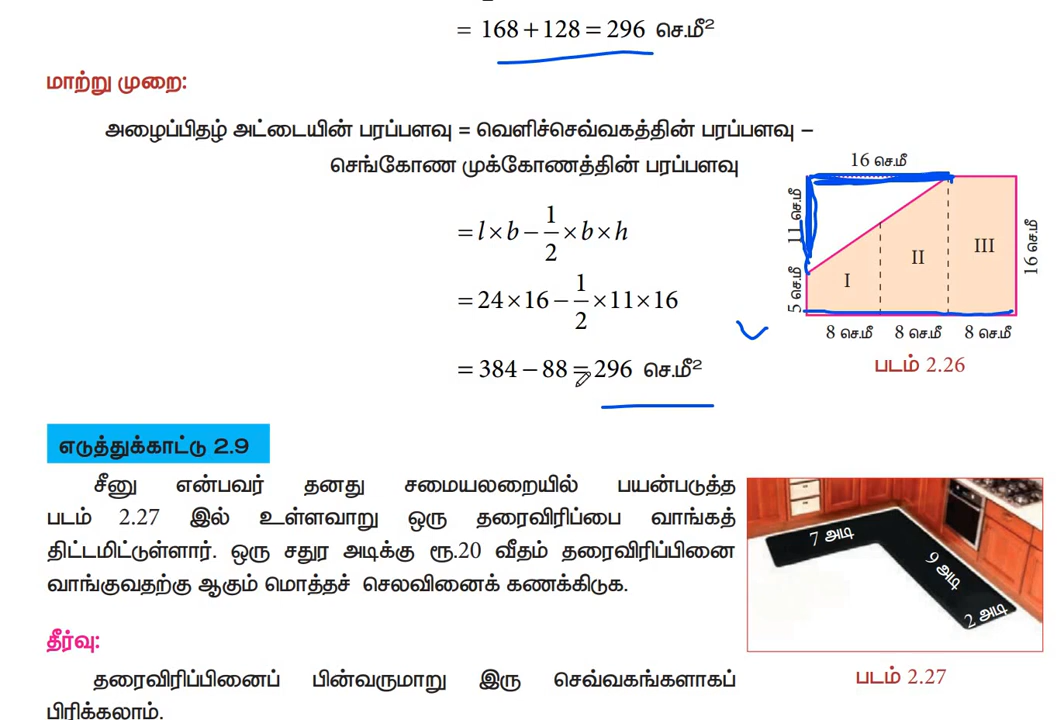 = 168 + 128 = 296 செ.மீ²
மாற்று முறை:
அழைப்பிதழ் அட்டையின் பரப்பளவு = வெளிச்செவ்வகத்தின் பரப்பளவு –
செங்கோண முக்கோணத்தின் பரப்பளவு
= l × b − 1/2 × b × h
= 24 × 16 − 1/2 × 11 × 16
= 384 − 88 = 296 செ.மீ²
16 செ.மீ
11 செ.மீ
5 செ.மீ
I
II
III
16 செ.மீ
8 செ.மீ 8 செ.மீ 8 செ.மீ
படம் 2.26
எடுத்துக்காட்டு 2.9
சீனு என்பவர் தனது சமையலறையில் பயன்படுத்த
படம் 2.27 இல் உள்ளவாறு ஒரு தரைவிரிப்பை வாங்கத்
திட்டமிட்டுள்ளார். ஒரு சதுர அடிக்கு ரூ.20 வீதம் தரைவிரிப்பினை
வாங்குவதற்கு ஆகும் மொத்தச் செலவினைக் கணக்கிடுக.
7 அடி
9 அடி
2 அடி
படம் 2.27
தீர்வு:
தரைவிரிப்பினைப் பின்வருமாறு இரு செவ்வகங்களாகப்
பிரிக்கலாம்.